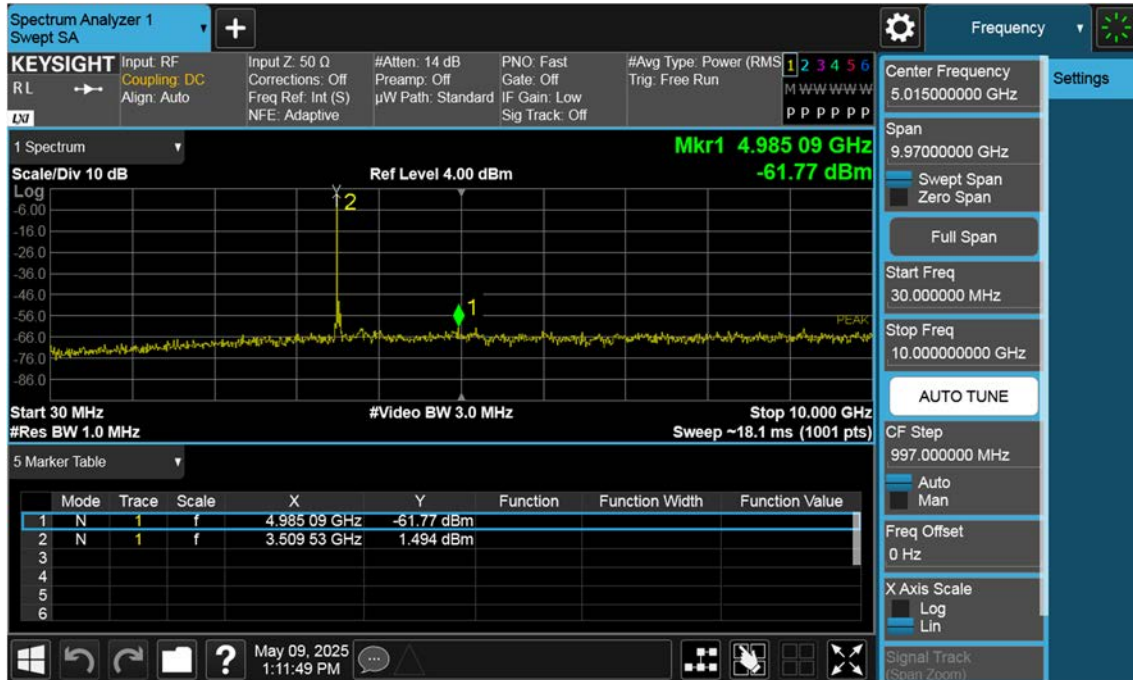 Spectrum Analyzer 1
Swept SA
+
Frequency
KEYSIGHT
RL
LXI
Input: RF
Coupling: DC
Align: Auto
Input Z: 50 Ω
Corrections: Off
Freq Ref: Int (S)
NFE: Adaptive
#Atten: 14 dB
Preamp: Off
µW Path: Standard
PNO: Fast
Gate: Off
IF Gain: Low
Sig Track: Off
#Avg Type: Power (RMS
Trig: Free Run
1 2 3 4 5 6
M W W W W W
P P P P P P
1 Spectrum
Scale/Div 10 dB
Ref Level 4.00 dBm
Mkr1 4.985 09 GHz
-61.77 dBm
Log
-6.00
-16.0
-26.0
-36.0
-46.0
-56.0
-66.0
-76.0
-86.0
2
1
PEAK
Start 30 MHz
#Video BW 3.0 MHz
Stop 10.000 GHz
#Res BW 1.0 MHz
Sweep ~18.1 ms (1001 pts)
5 Marker Table
Mode Trace Scale X Y Function Function Width Function Value
1 N 1 f 4.985 09 GHz -61.77 dBm
2 N 1 f 3.509 53 GHz 1.494 dBm
3
4
5
6
?
May 09, 2025
1:11:49 PM
Center Frequency
5.015000000 GHz
Settings
Span
9.97000000 GHz
Swept Span
Zero Span
Full Span
Start Freq
30.000000 MHz
Stop Freq
10.000000000 GHz
AUTO TUNE
CF Step
997.000000 MHz
Auto
Man
Freq Offset
0 Hz
X Axis Scale
Log
Lin
Signal Track
(Span Zoom)